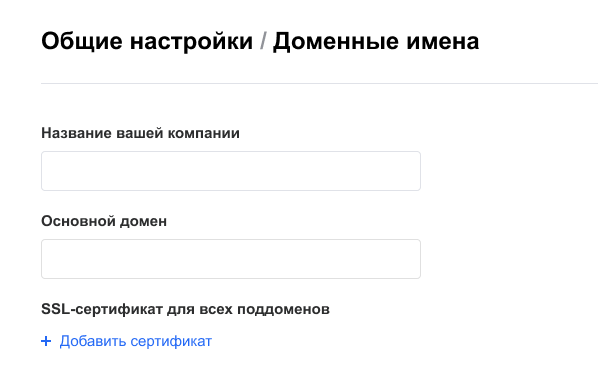 Общие настройки / Доменные имена
Название вашей компании
Основной домен
SSL-сертификат для всех поддоменов
+ Добавить сертификат